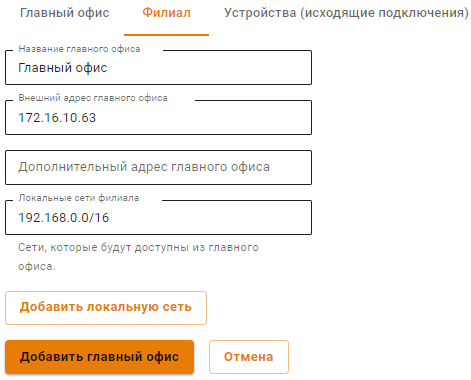 Главный офис Филиал Устройства (исходящие подключения)
Название главного офиса
Главный офис
Внешний адрес главного офиса
172.16.10.63
Дополнительный адрес главного офиса
Локальные сети филиала
192.168.0.0/16
Сети, которые будут доступны из главного
офиса.
Добавить локальную сеть
Добавить главный офис Отмена